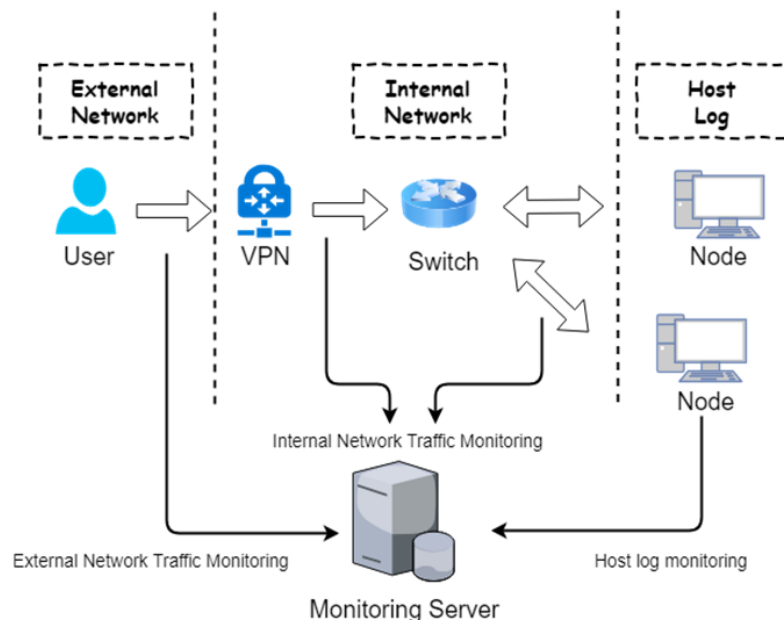 External
Network
Internal
Network
Host
Log
User
VPN
Switch
Node
Node
Internal Network Traffic Monitoring
External Network Traffic Monitoring
Host log monitoring
Monitoring Server